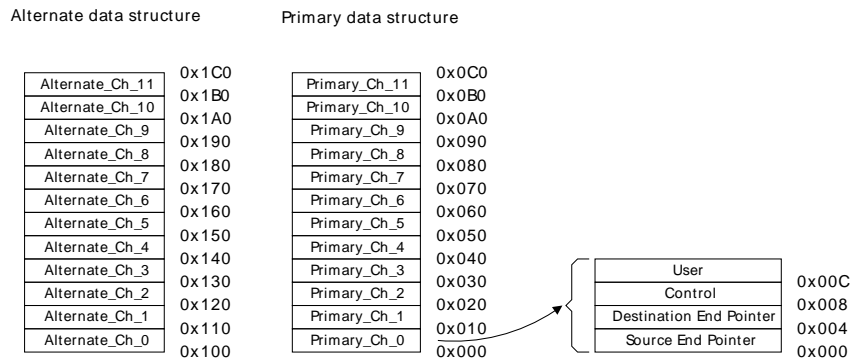 Alternate data structure
Primary data structure
0x1C0
Alternate_Ch_11
0x1B0
Alternate_Ch_10
0x1A0
Alternate_Ch_9
0x190
Alternate_Ch_8
0x180
Alternate_Ch_7
0x170
Alternate_Ch_6
0x160
Alternate_Ch_5
0x150
Alternate_Ch_4
0x140
Alternate_Ch_3
0x130
Alternate_Ch_2
0x120
Alternate_Ch_1
0x110
Alternate_Ch_0
0x100
0x0C0
Primary_Ch_11
0x0B0
Primary_Ch_10
0x0A0
Primary_Ch_9
0x090
Primary_Ch_8
0x080
Primary_Ch_7
0x070
Primary_Ch_6
0x060
Primary_Ch_5
0x050
Primary_Ch_4
0x040
Primary_Ch_3
0x030
Primary_Ch_2
0x020
Primary_Ch_1
0x010
Primary_Ch_0
0x000
User
0x00C
Control
0x008
Destination End Pointer
0x004
Source End Pointer
0x000